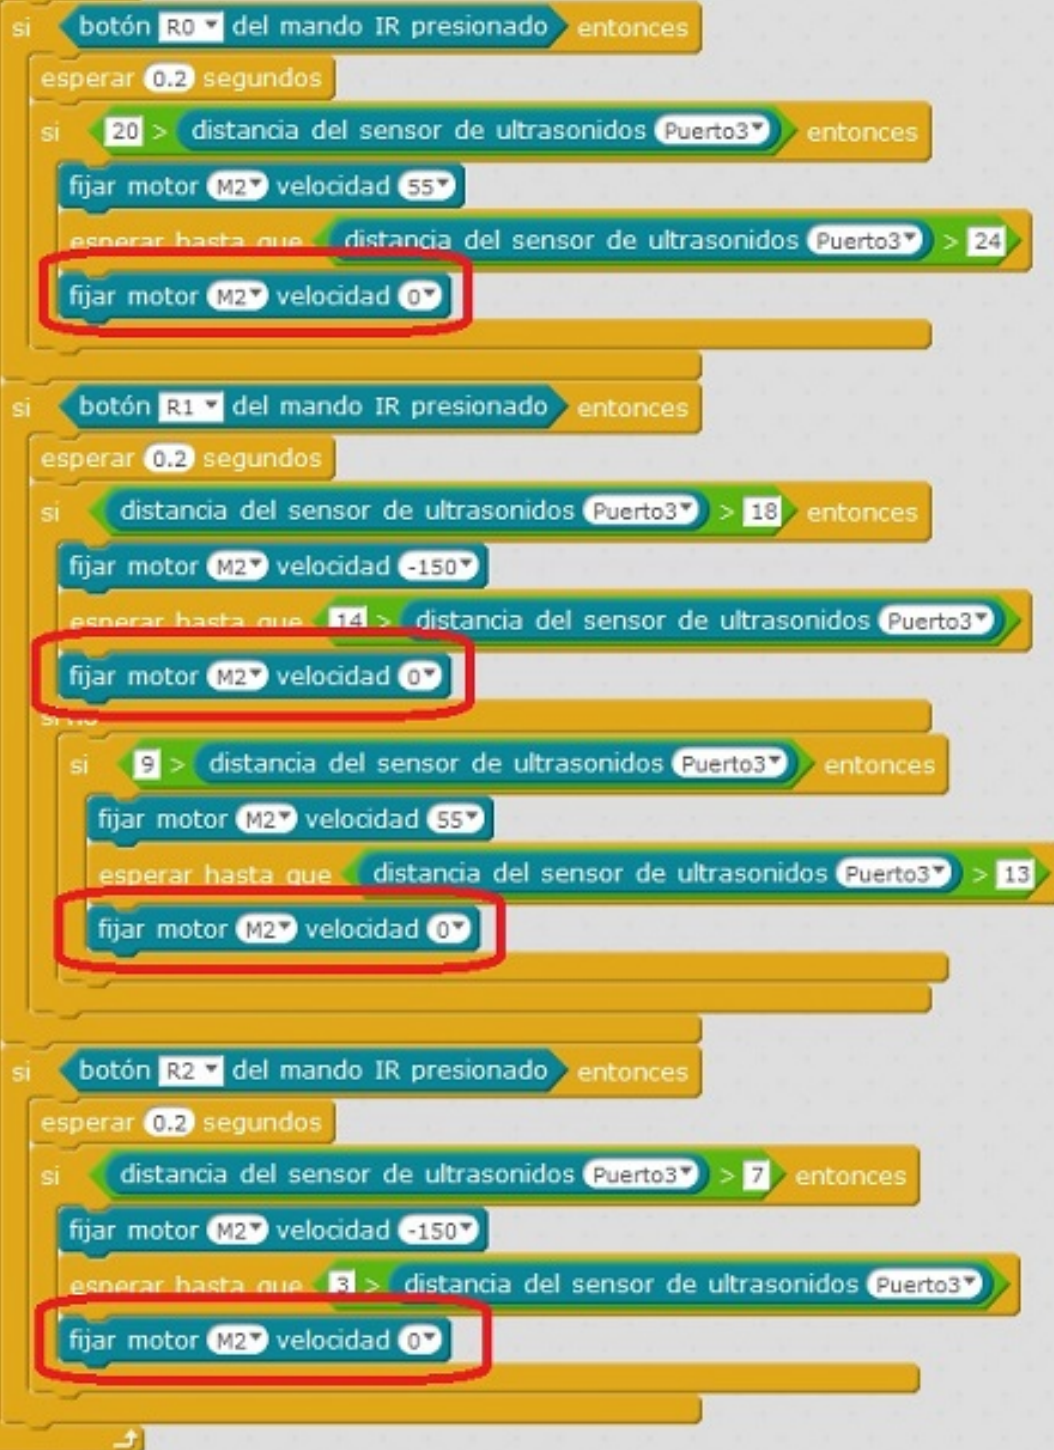 si botón R0 del mando IR presionado entonces
esperar 0.2 segundos
si 20 > distancia del sensor de ultrasonidos Puerto3 entonces
fijar motor M2 velocidad 55
esperar hasta que distancia del sensor de ultrasonidos Puerto3 > 24
fijar motor M2 velocidad 0
si botón R1 del mando IR presionado entonces
esperar 0.2 segundos
si distancia del sensor de ultrasonidos Puerto3 > 18 entonces
fijar motor M2 velocidad -150
esperar hasta que 14 > distancia del sensor de ultrasonidos Puerto3
fijar motor M2 velocidad 0
si no
si 9 > distancia del sensor de ultrasonidos Puerto3 entonces
fijar motor M2 velocidad 55
esperar hasta que distancia del sensor de ultrasonidos Puerto3 > 13
fijar motor M2 velocidad 0
si botón R2 del mando IR presionado entonces
esperar 0.2 segundos
si distancia del sensor de ultrasonidos Puerto3 > 7 entonces
fijar motor M2 velocidad -150
esperar hasta que 3 > distancia del sensor de ultrasonidos Puerto3
fijar motor M2 velocidad 0